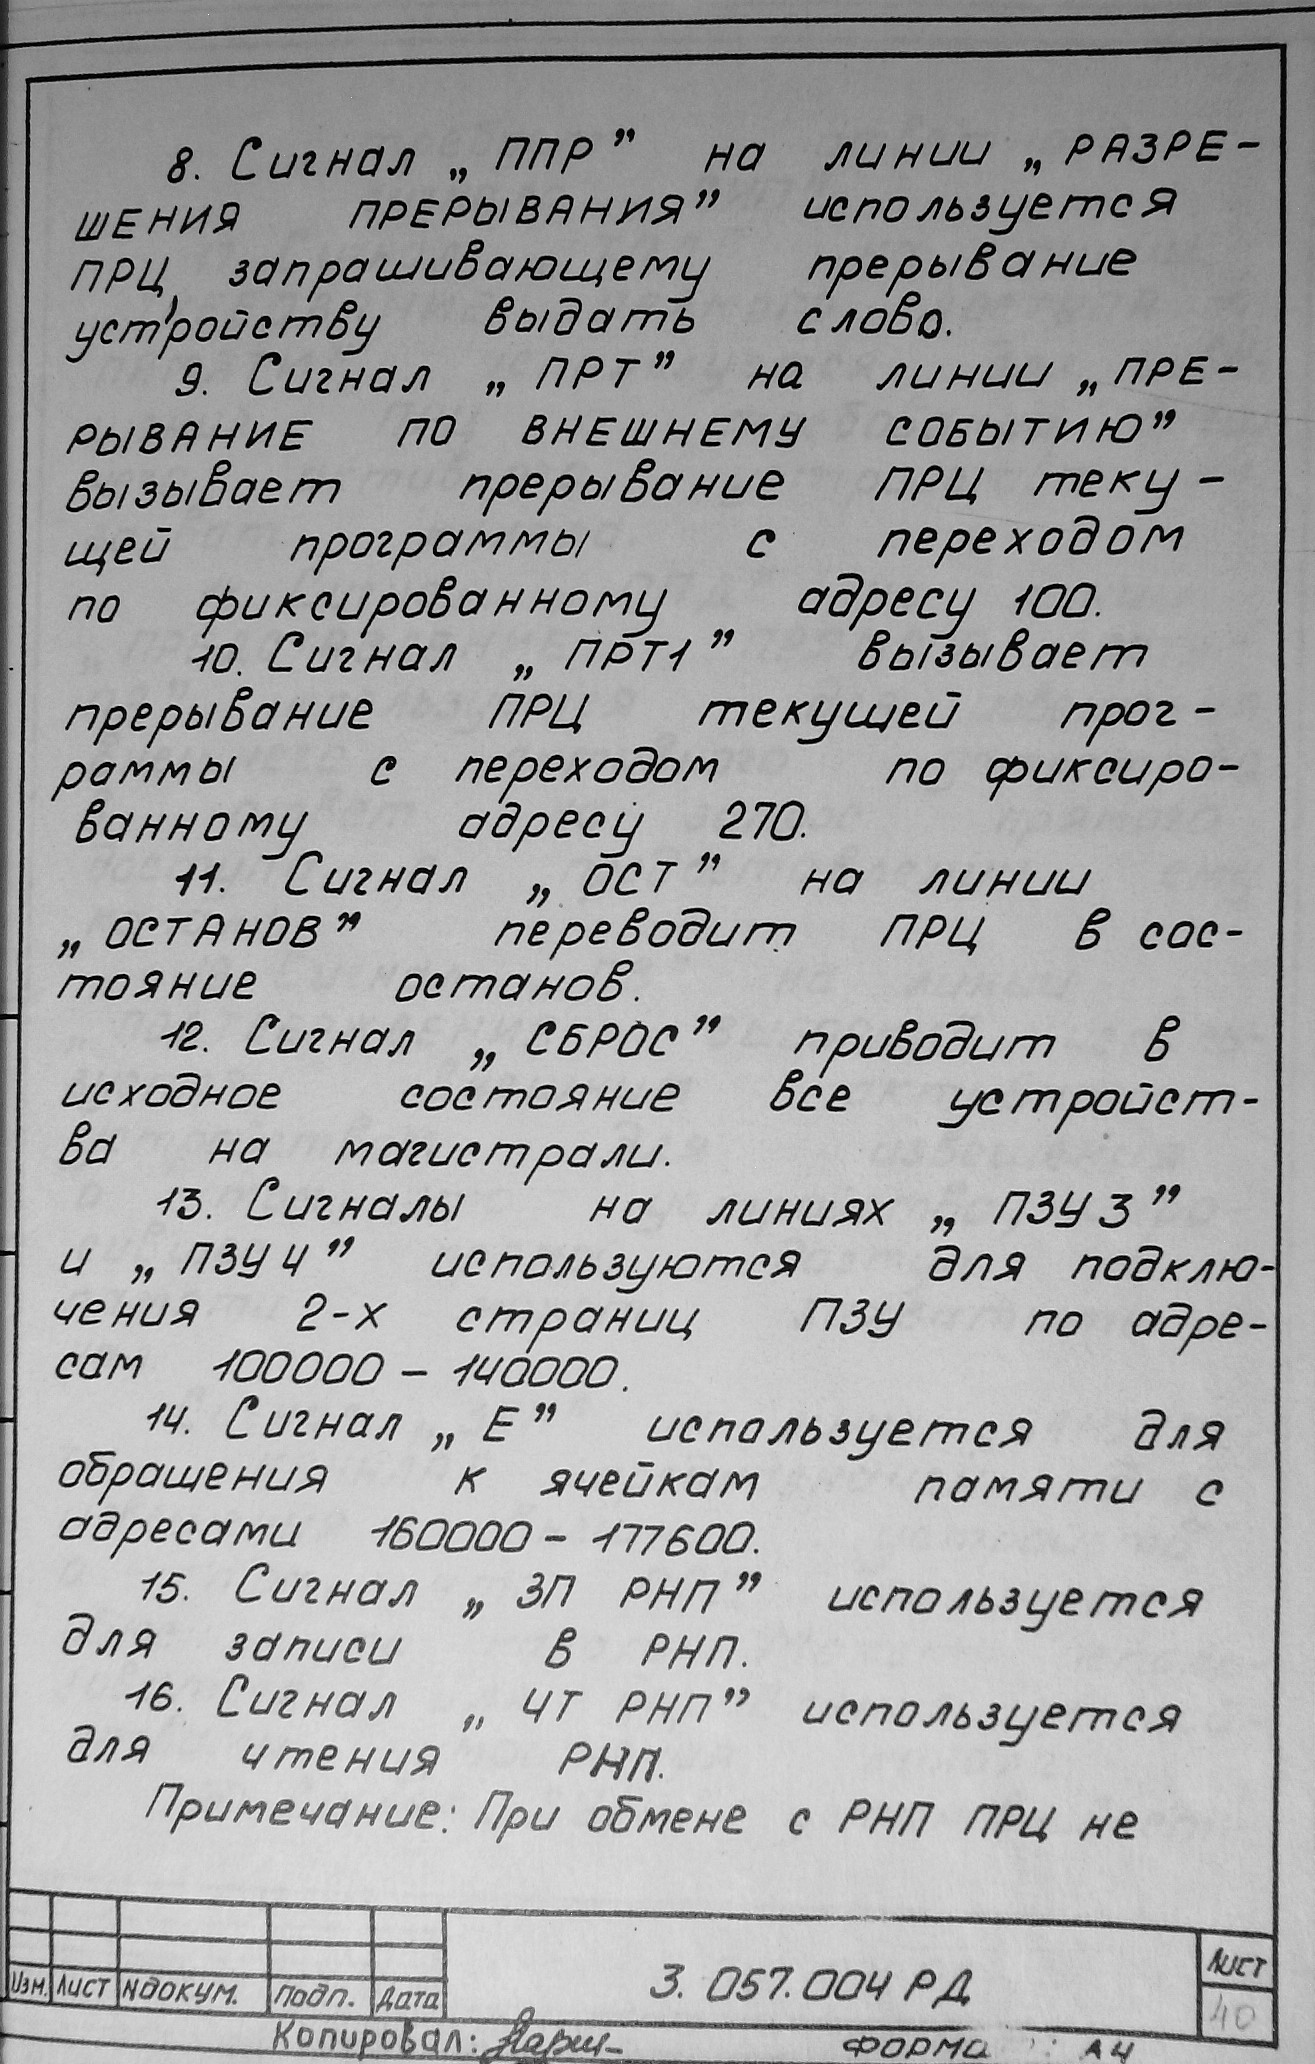 8. Сигнал „ППР” на линии „РАЗРЕ-
ШЕНИЯ ПРЕРЫВАНИЯ” используется
ПРЦ, запрашивающему прерывание
устройству выдать слово.
9. Сигнал „ПРТ” на линии „ПРЕ-
РЫВАНИЕ ПО ВНЕШНЕМУ СОБЫТИЮ”
вызывает прерывание ПРЦ теку-
щей программы с переходом
по фиксированному адресу 100.
10. Сигнал „ПРТ1” вызывает
прерывание ПРЦ текущей прог-
раммы с переходом по фиксиро-
ванному адресу 270.
11. Сигнал „ОСТ” на линии
„ОСТАНОВ” переводит ПРЦ в сос-
тояние останов.
12. Сигнал „СБРОС” приводит в
исходное состояние все устройст-
ва на магистрали.
13. Сигналы на линиях „ПЗУ3”
и „ПЗУ4” используются для подклю-
чения 2-х страниц ПЗУ по адре-
сам 100000 - 140000.
14. Сигнал „Е” используется для
обращения к ячейкам памяти с
адресами 160000 - 177600.
15. Сигнал „ЗП РНП” используется
для записи в РНП.
16. Сигнал „ЧТ РНП” используется
для чтения РНП.
Примечание: При обмене с РНП ПРЦ не
Изм. Лист №докум. Подп. Дата
3.057.004 РД
Лист
40
Копировал:
Форма : А4